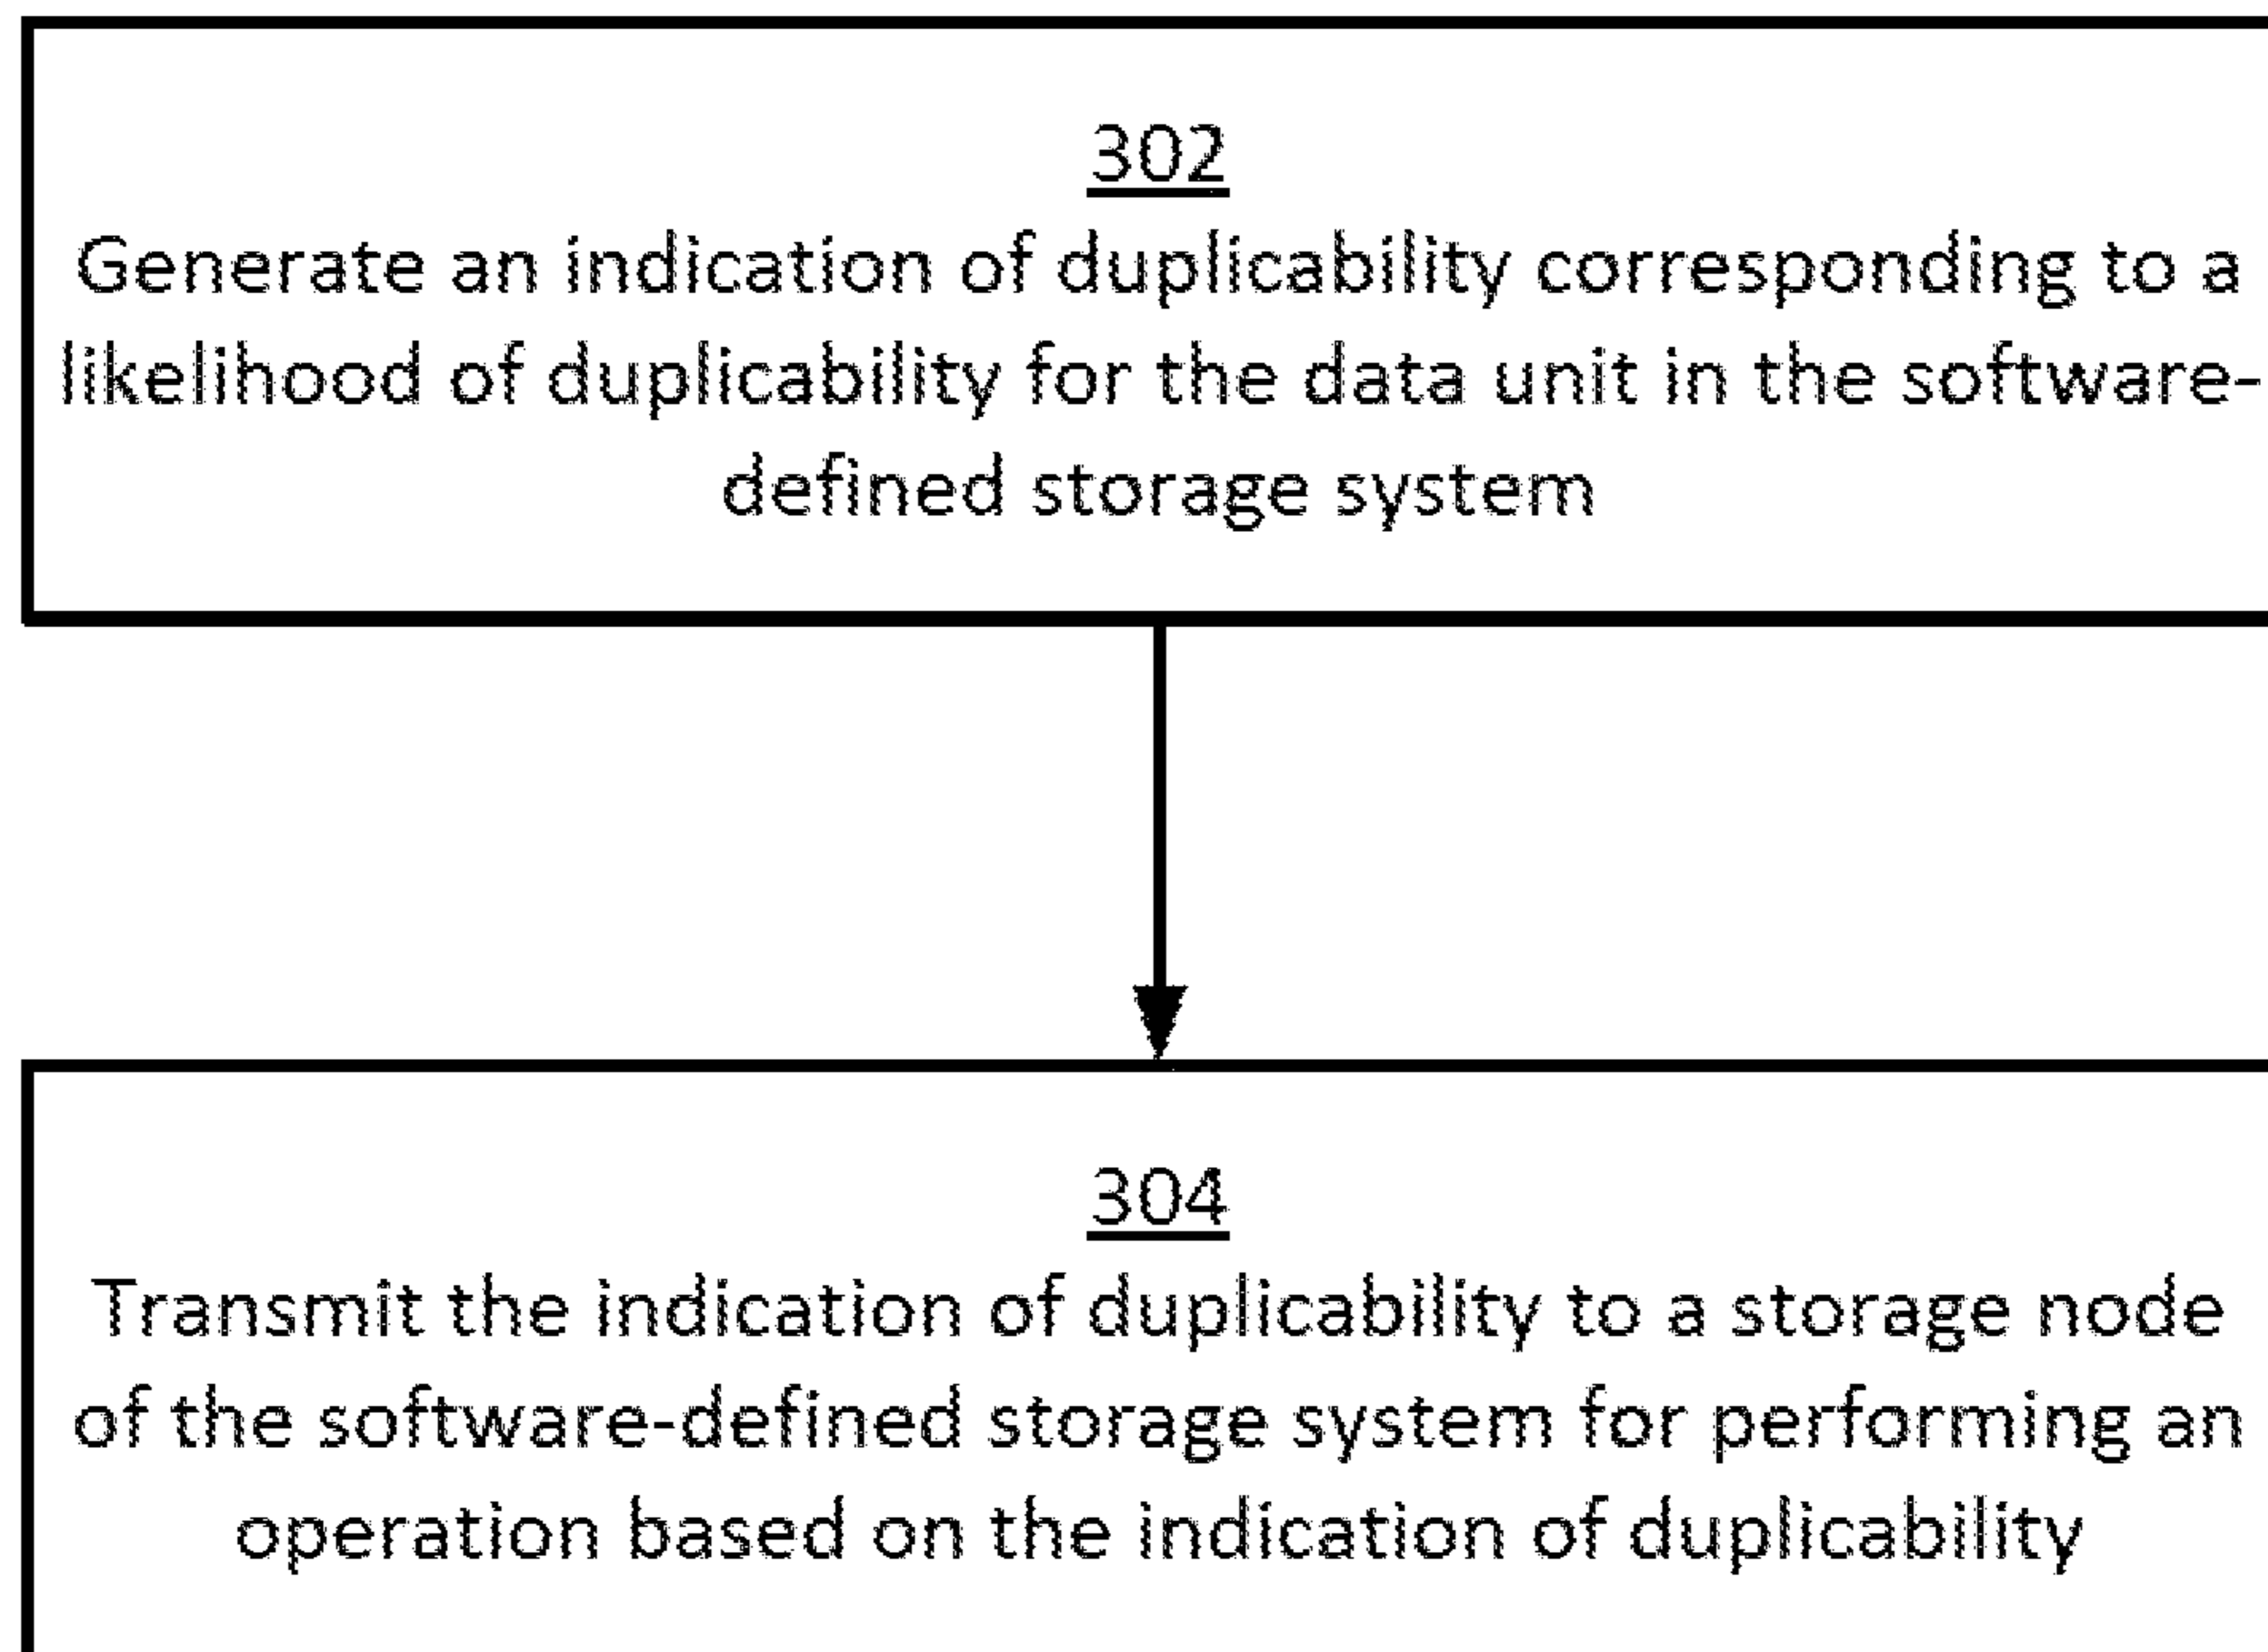 302
Generate an indication of duplicability corresponding to a
likelihood of duplicability for the data unit in the software-
defined storage system
304
Transmit the indication of duplicability to a storage node
of the software-defined storage system for performing an
operation based on the indication of duplicability